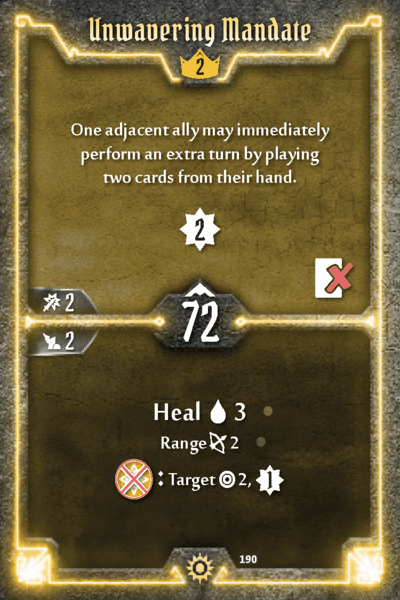 Unwavering Mandate
2
One adjacent ally may immediately
perform an extra turn by playing
two cards from their hand.
2
2
72
2
Heal 3
Range 2
: Target 2, 1
190